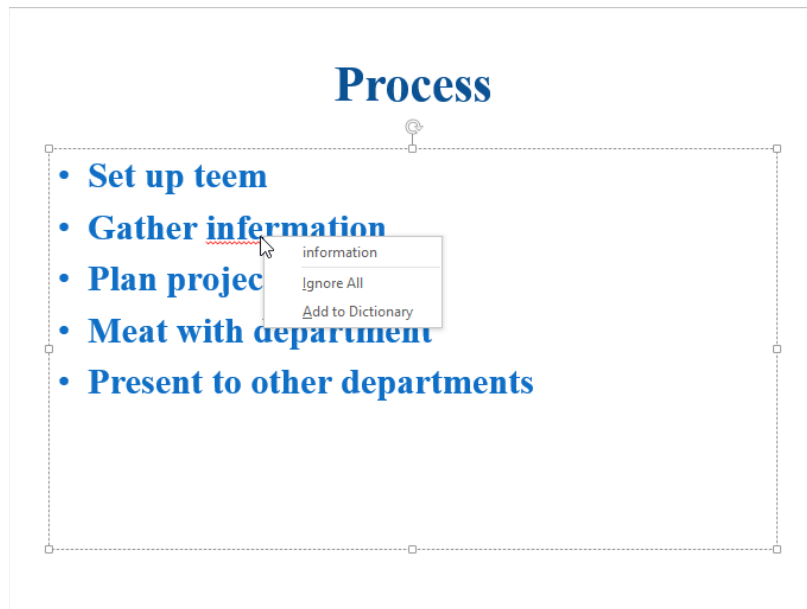 Process
• Set up teem
• Gather infermation
information
• Plan projec
Ignore All
Add to Dictionary
• Meat with department
• Present to other departments